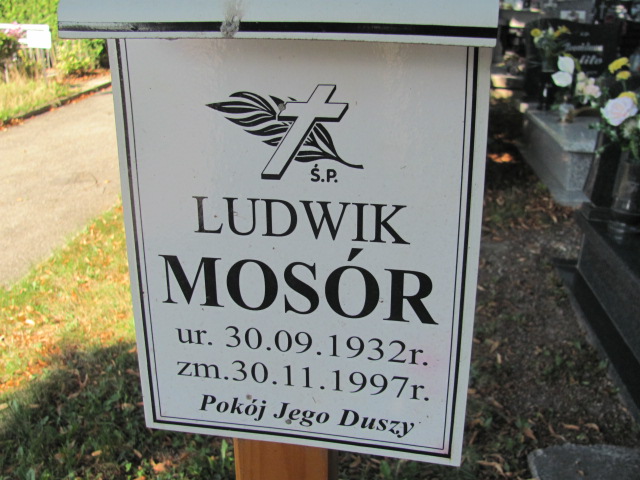 Ś.P.
LUDWIK
MOSÓR
ur. 30.09.1932r.
zm.30.11.1997r.
Pokój Jego Duszy